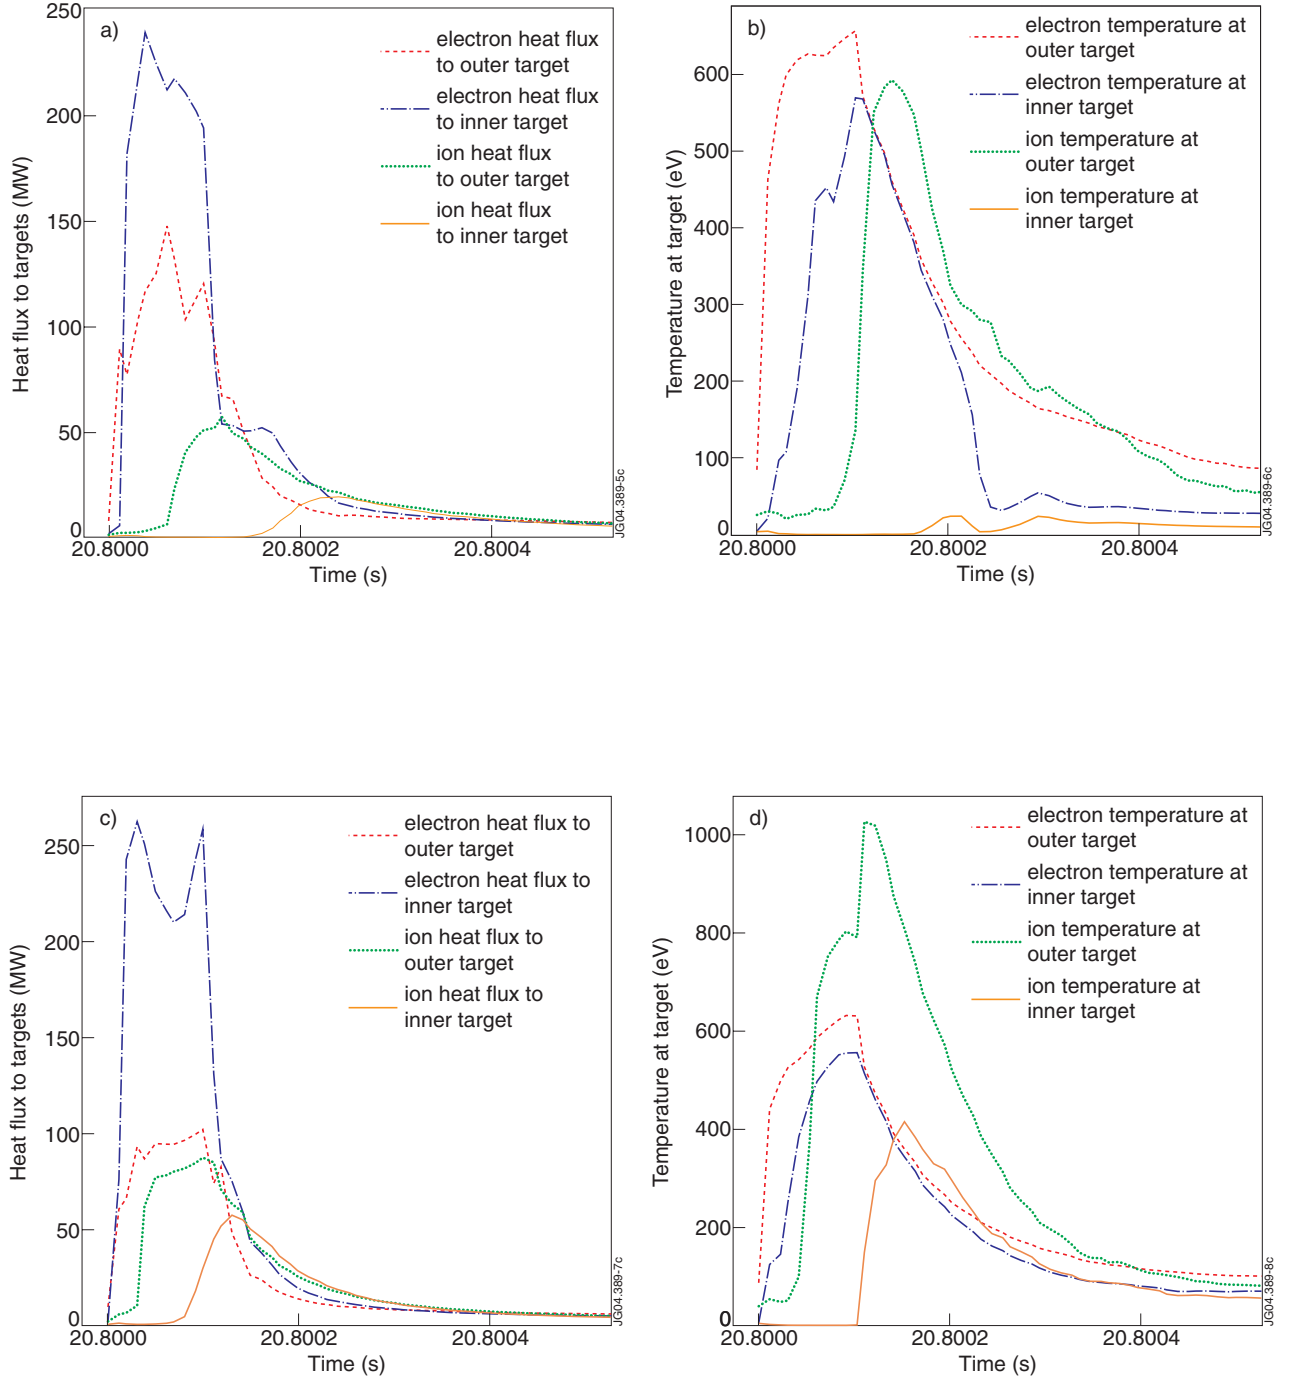 a)
electron heat flux
to outer target
electron heat flux
to inner target
ion heat flux
to outer target
ion heat flux
to inner target
Heat flux to targets (MW)
250
200
150
100
50
0
20.8000
20.8002
20.8004
Time (s)
JG04.389-5c
b)
electron temperature at
outer target
electron temperature at
inner target
ion temperature at
outer target
ion temperature at
inner target
Temperature at target (eV)
600
500
400
300
200
100
0
20.8000
20.8002
20.8004
Time (s)
JG04.389-6c
c)
electron heat flux to
outer target
electron heat flux to
inner target
ion heat flux to
outer target
ion heat flux to
inner target
Heat flux to targets (MW)
250
200
150
100
50
0
20.8000
20.8002
20.8004
Time (s)
JG04.389-7c
d)
electron temperature at
outer target
electron temperature at
inner target
ion temperature at
outer target
ion temperature at
inner target
Temperature at target (eV)
1000
800
600
400
200
0
20.8000
20.8002
20.8004
Time (s)
JG04.389-8c